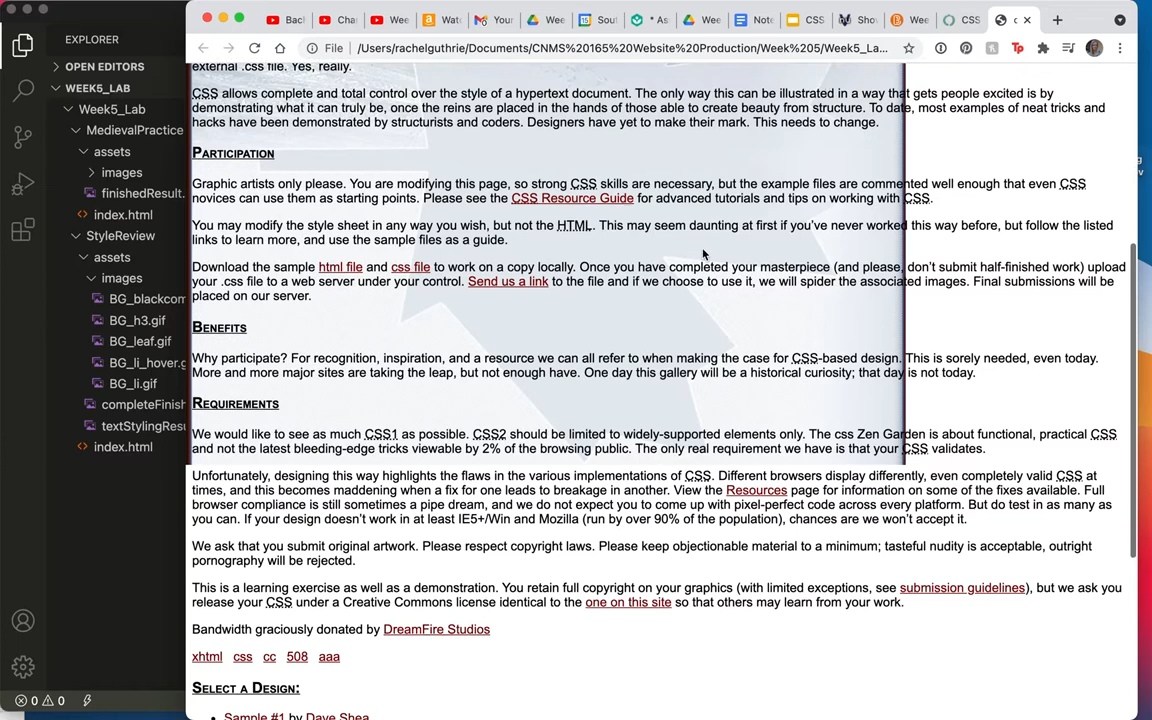 Bacl
Cha
Wee
Wat
Your
Wee
Sout
* As
Wee
Note
CSS
Sho
Wee
CSS
c
File /Users/rachelguthrie/Documents/CNMS%20165%20Website%20Production/Week%205/Week5_La...
EXPLORER
OPEN EDITORS
WEEK5_LAB
Week5_Lab
MedievalPractice
assets
images
finishedResult.
index.html
StyleReview
assets
images
BG_blackcom
BG_h3.gif
BG_leaf.gif
BG_li_hover.g
BG_li.gif
completeFinish
textStylingResu
index.html
0 0
external .css file. Yes, really.
CSS allows complete and total control over the style of a hypertext document. The only way this can be illustrated in a way that gets people excited is by
demonstrating what it can truly be, once the reins are placed in the hands of those able to create beauty from structure. To date, most examples of neat tricks and
hacks have been demonstrated by structurists and coders. Designers have yet to make their mark. This needs to change.
Participation
Graphic artists only please. You are modifying this page, so strong CSS skills are necessary, but the example files are commented well enough that even CSS
novices can use them as starting points. Please see the CSS Resource Guide for advanced tutorials and tips on working with CSS.
You may modify the style sheet in any way you wish, but not the HTML. This may seem daunting at first if you've never worked this way before, but follow the listed
links to learn more, and use the sample files as a guide.
Download the sample html file and css file to work on a copy locally. Once you have completed your masterpiece (and please, don't submit half-finished work) upload
your .css file to a web server under your control. Send us a link to the file and if we choose to use it, we will spider the associated images. Final submissions will be
placed on our server.
Benefits
Why participate? For recognition, inspiration, and a resource we can all refer to when making the case for CSS-based design. This is sorely needed, even today.
More and more major sites are taking the leap, but not enough have. One day this gallery will be a historical curiosity; that day is not today.
Requirements
We would like to see as much CSS1 as possible. CSS2 should be limited to widely-supported elements only. The css Zen Garden is about functional, practical CSS
and not the latest bleeding-edge tricks viewable by 2% of the browsing public. The only real requirement we have is that your CSS validates.
Unfortunately, designing this way highlights the flaws in the various implementations of CSS. Different browsers display differently, even completely valid CSS at
times, and this becomes maddening when a fix for one leads to breakage in another. View the Resources page for information on some of the fixes available. Full
browser compliance is still sometimes a pipe dream, and we do not expect you to come up with pixel-perfect code across every platform. But do test in as many as
you can. If your design doesn't work in at least IE5+/Win and Mozilla (run by over 90% of the population), chances are we won't accept it.
We ask that you submit original artwork. Please respect copyright laws. Please keep objectionable material to a minimum; tasteful nudity is acceptable, outright
pornography will be rejected.
This is a learning exercise as well as a demonstration. You retain full copyright on your graphics (with limited exceptions, see submission guidelines), but we ask you
release your CSS under a Creative Commons license identical to the one on this site so that others may learn from your work.
Bandwidth graciously donated by DreamFire Studios
xhtml css cc 508 aaa
Select a Design:
Sample #1 by Dave Shea